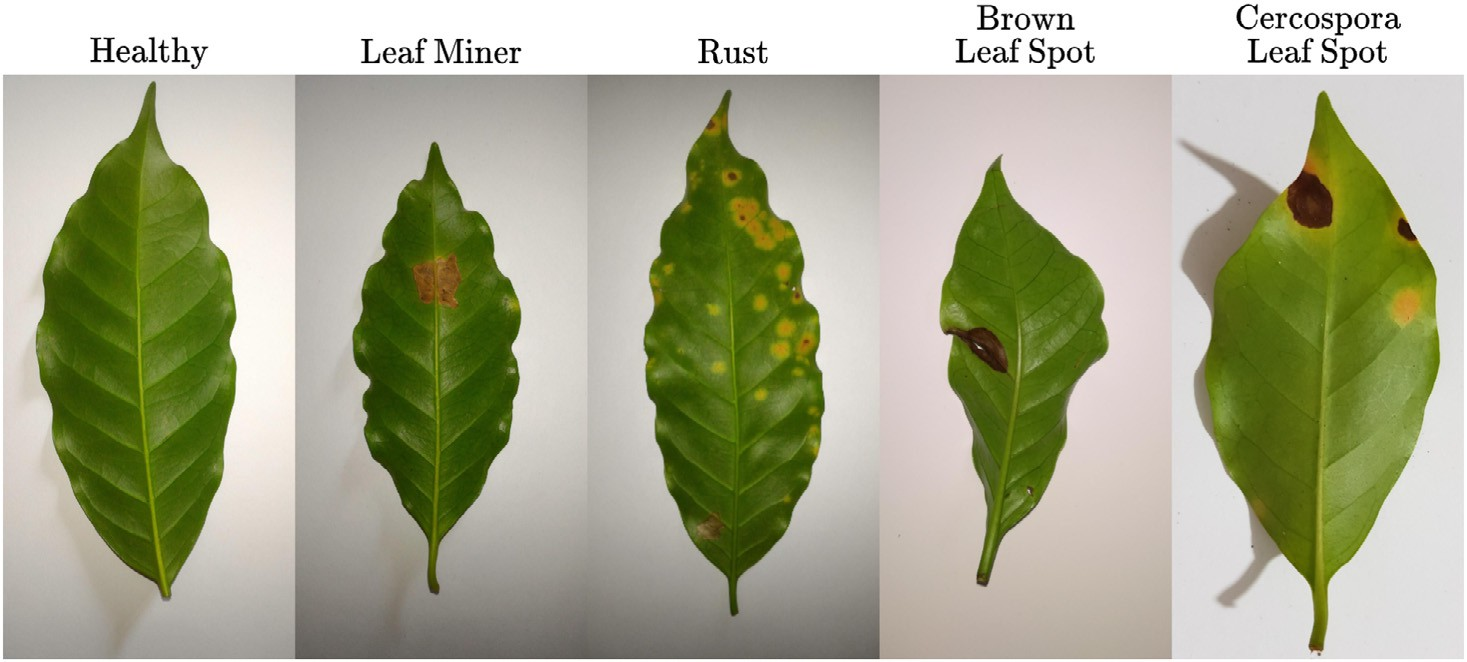 Healthy
Leaf Miner
Rust
Brown
Leaf Spot
Cercospora
Leaf Spot